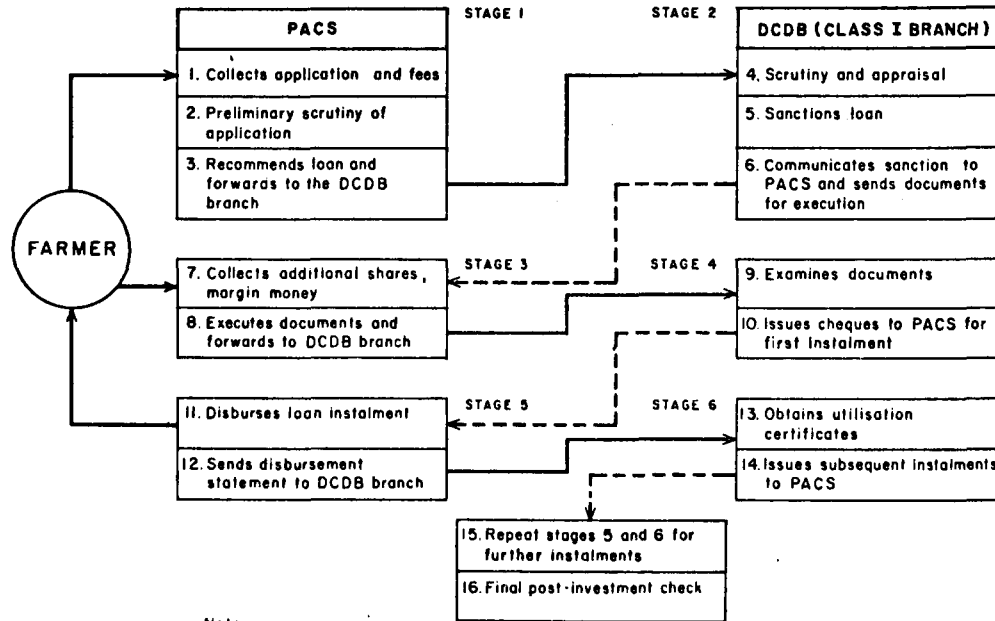 STAGE 1
STAGE 2
PACS
1. Collects application and fees
2. Preliminary scrutiny of
application
3. Recommends loan and
forwards to the DCDB
branch
DCDB (CLASS I BRANCH)
4. Scrutiny and appraisal
5. Sanctions loan
6. Communicates sanction to
PACS and sends documents
for execution
FARMER
STAGE 3
STAGE 4
7. Collects additional shares,
margin money
8. Executes documents and
forwards to DCDB branch
9. Examines documents
10. Issues cheques to PACS for
first instalment
STAGE 5
STAGE 6
11. Disburses loan instalment
12. Sends disbursement
statement to DCDB branch
13. Obtains utilisation
certificates
14. Issues subsequent instalments
to PACS
15. Repeat stages 5 and 6 for
further instalments
16. Final post-investment check